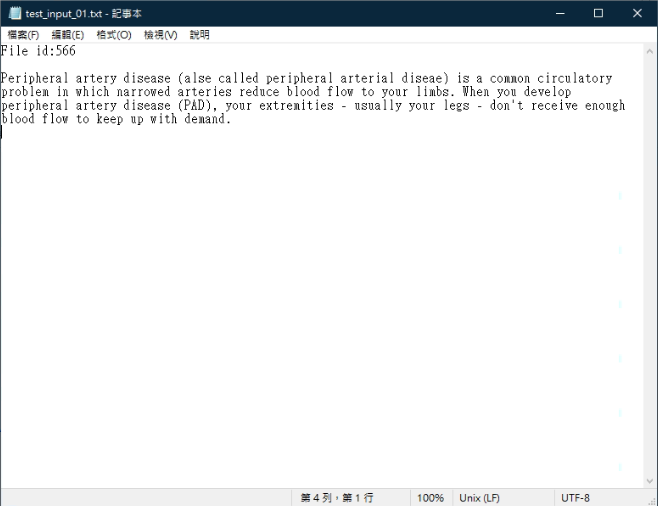 test_input_01.txt - 記事本
檔案(F) 編輯(E) 格式(O) 檢視(V) 說明
File id:566
Peripheral artery disease (alse called peripheral arterial diseae) is a common circulatory
problem in which narrowed arteries reduce blood flow to your limbs. When you develop
peripheral artery disease (PAD), your extremities - usually your legs - don't receive enough
blood flow to keep up with demand.
第 4 列，第 1 行 100% Unix (LF) UTF-8